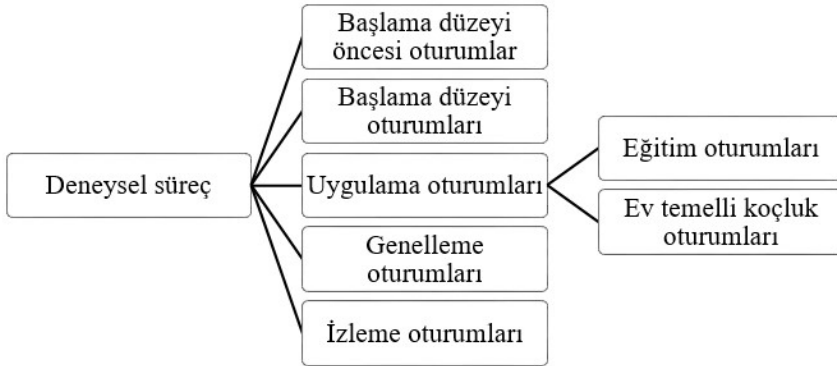 Başlama düzeyi
öncesi oturumlar
Başlama düzeyi
oturumları
Deneysel süreç
Uygulama oturumları
Eğitim oturumları
Ev temelli koçluk
oturumları
Genelleme
oturumları
İzleme oturumları